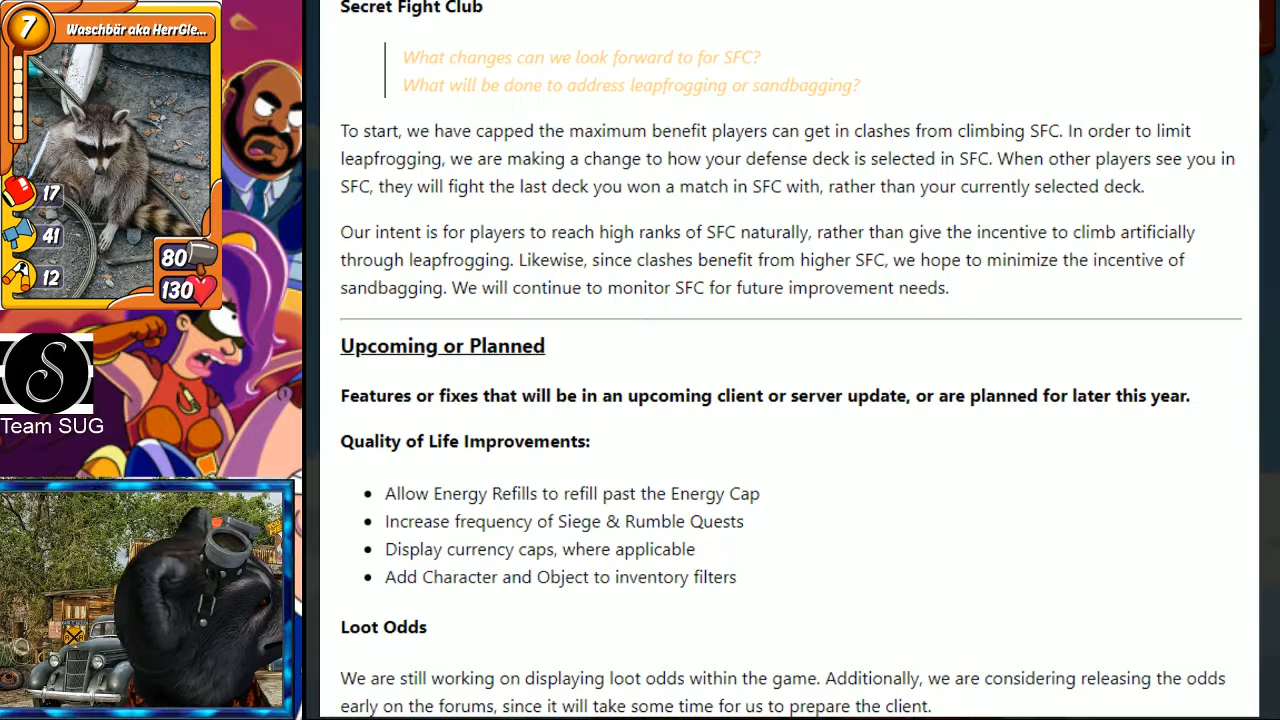 7
Waschbär aka HerrGle...
17
41
12
80
130
Team SUG
Secret Fight Club
What changes can we look forward to for SFC?
What will be done to address leapfrogging or sandbagging?
To start, we have capped the maximum benefit players can get in clashes from climbing SFC. In order to limit
leapfrogging, we are making a change to how your defense deck is selected in SFC. When other players see you in
SFC, they will fight the last deck you won a match in SFC with, rather than your currently selected deck.
Our intent is for players to reach high ranks of SFC naturally, rather than give the incentive to climb artificially
through leapfrogging. Likewise, since clashes benefit from higher SFC, we hope to minimize the incentive of
sandbagging. We will continue to monitor SFC for future improvement needs.
Upcoming or Planned
Features or fixes that will be in an upcoming client or server update, or are planned for later this year.
Quality of Life Improvements:
• Allow Energy Refills to refill past the Energy Cap
• Increase frequency of Siege & Rumble Quests
• Display currency caps, where applicable
• Add Character and Object to inventory filters
Loot Odds
We are still working on displaying loot odds within the game. Additionally, we are considering releasing the odds
early on the forums, since it will take some time for us to prepare the client.